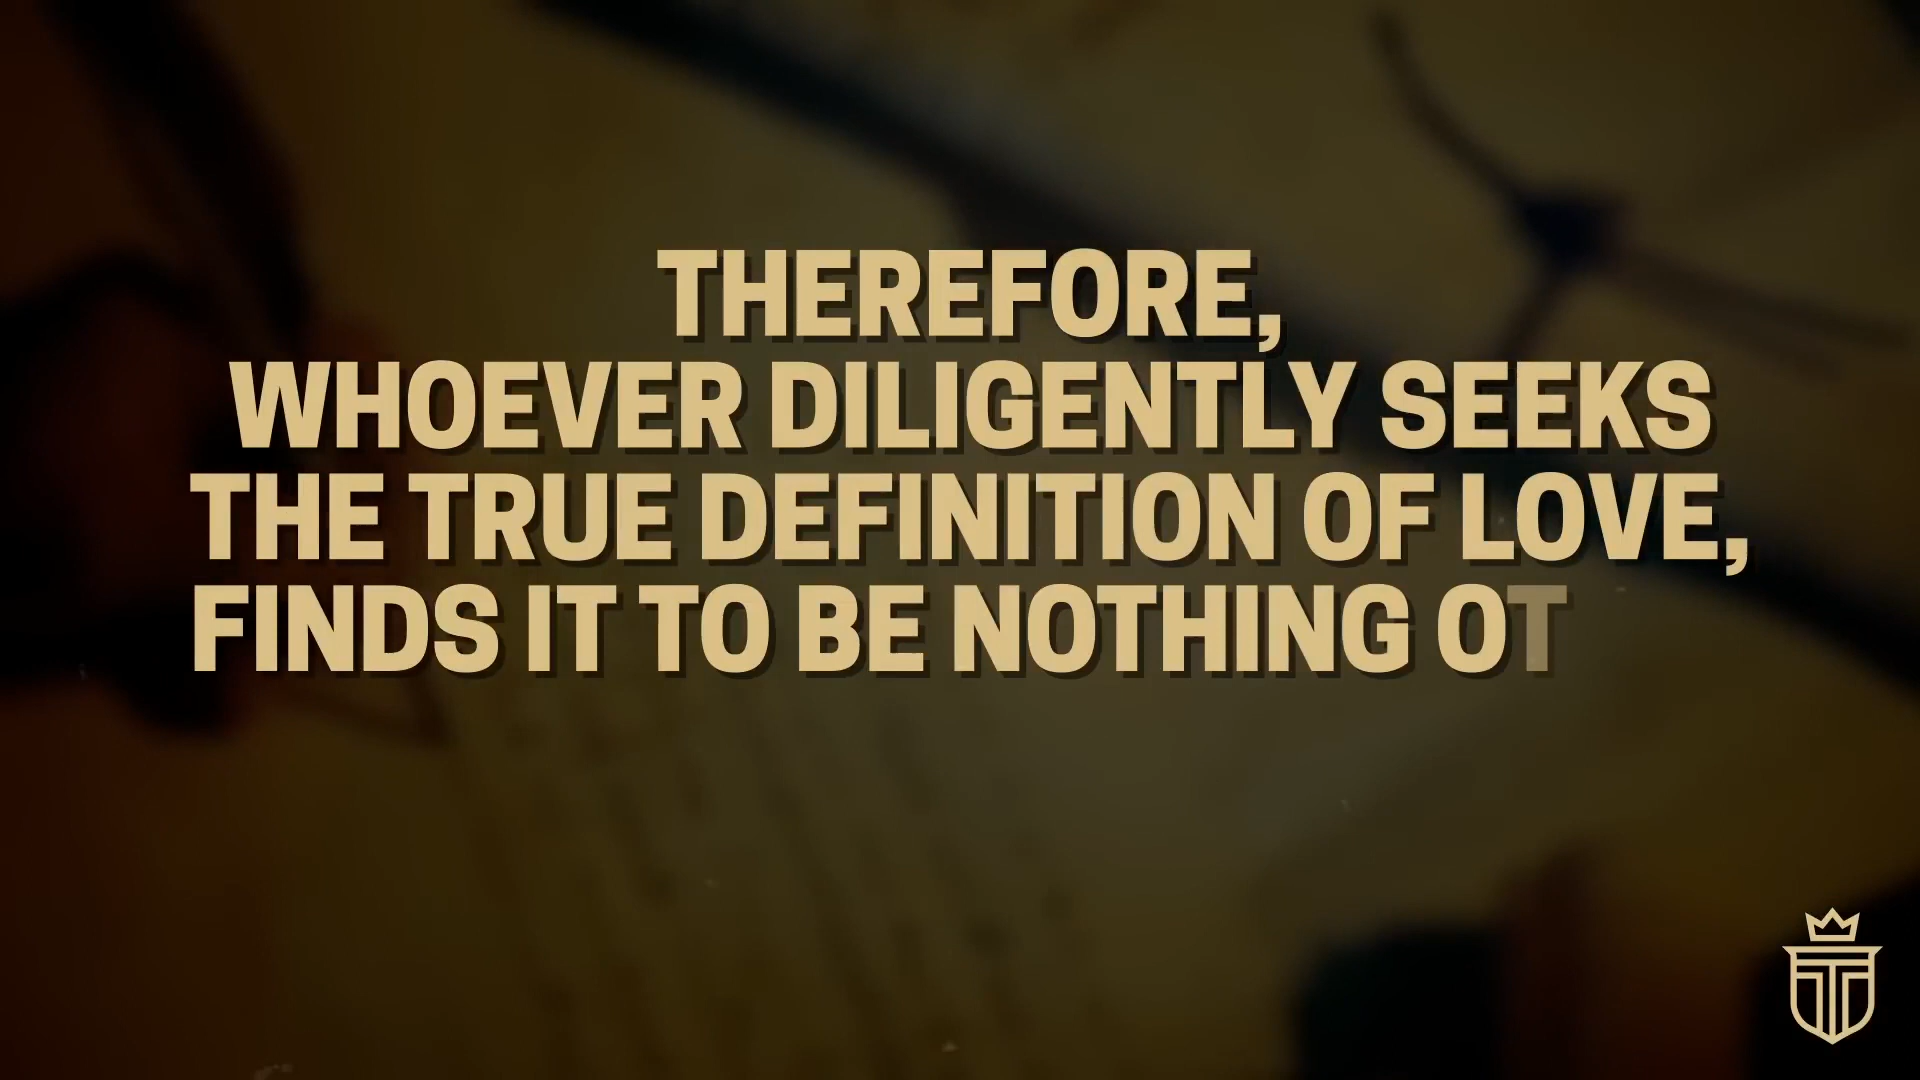 THEREFORE,
WHOEVER DILIGENTLY SEEKS
THE TRUE DEFINITION OF LOVE,
FINDS IT TO BE NOTHING OT